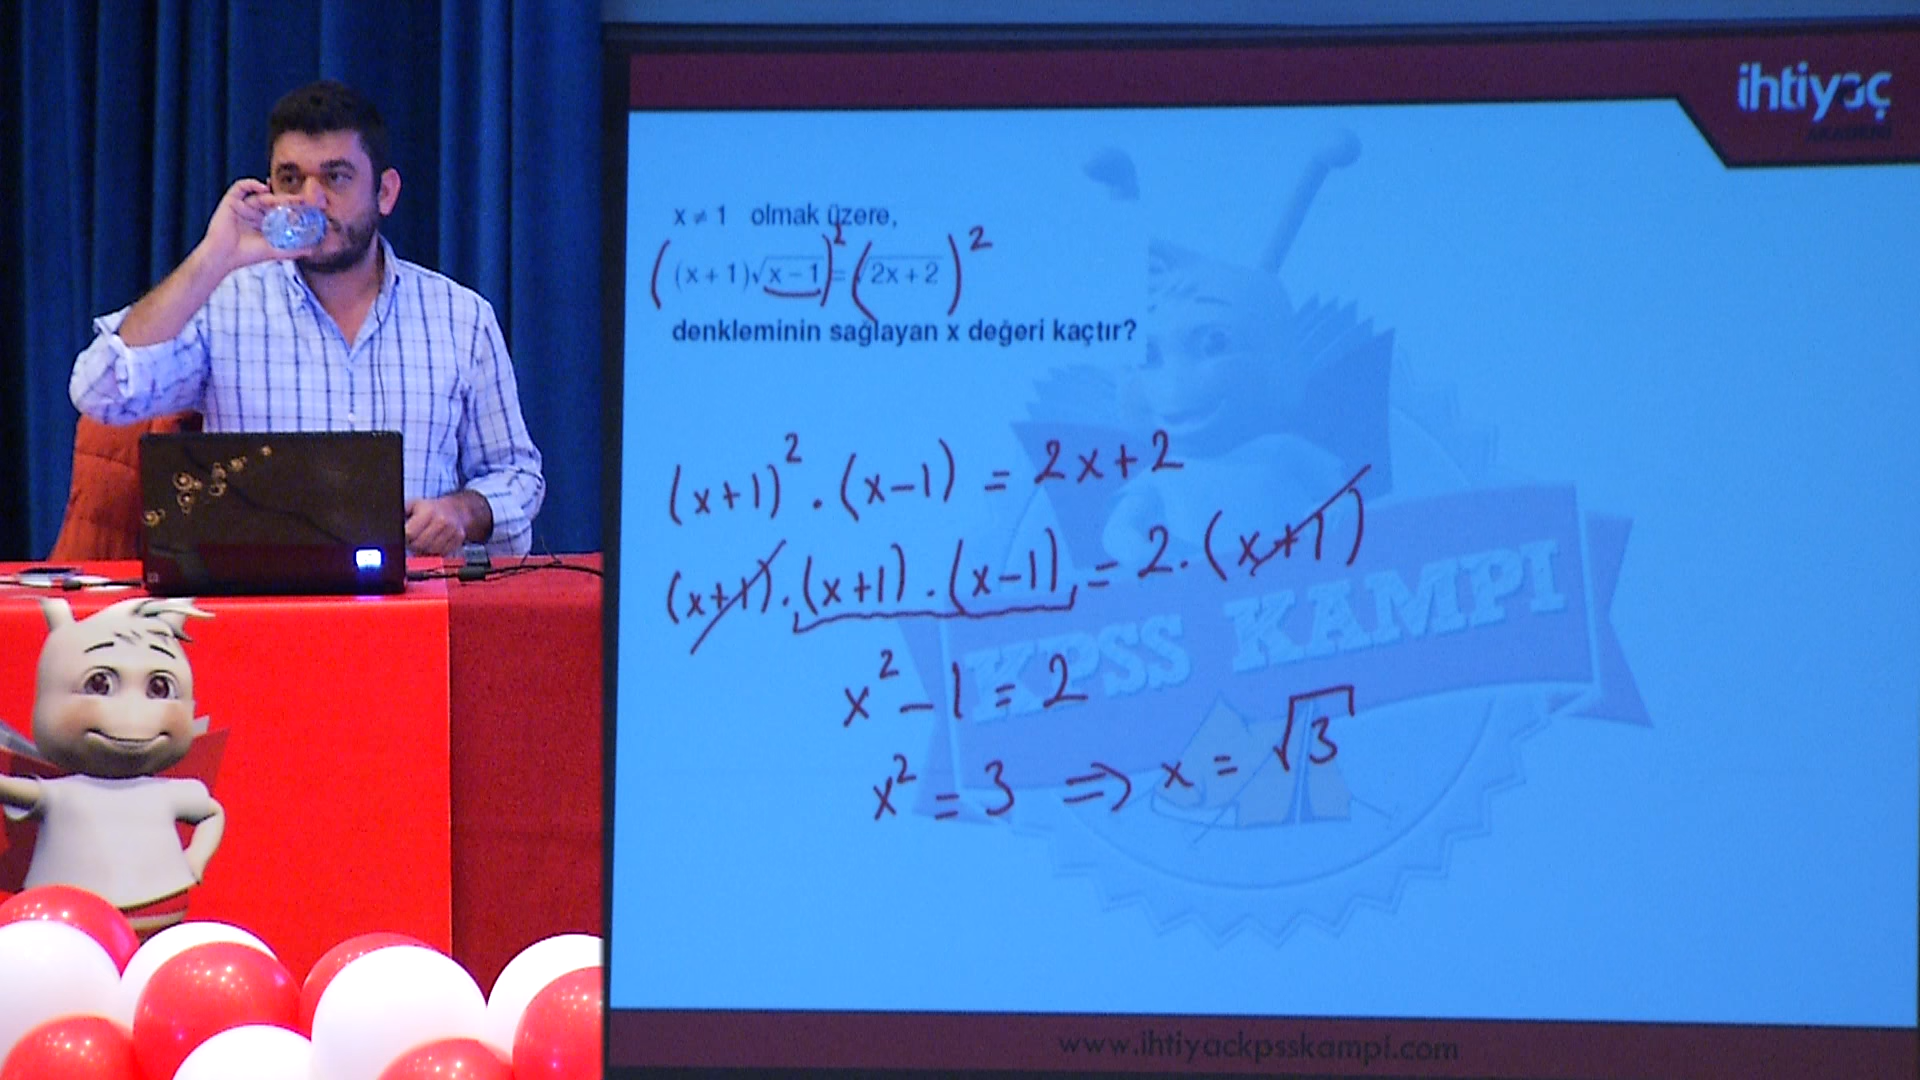 ihtiyaç
AKADEMİ
x ≠ 1 olmak üzere,
((x + 1)√x − 1)² = (√2x + 2)²
denkleminin sağlayan x değeri kaçtır?
(x+1)² . (x−1) = 2x+2
(x+1) . (x+1) . (x−1) = 2 . (x+1)
x² − 1 = 2
x² = 3 ⇒ x = √3
KPSS KAMPI
www.ihtiyackpsskampi.com